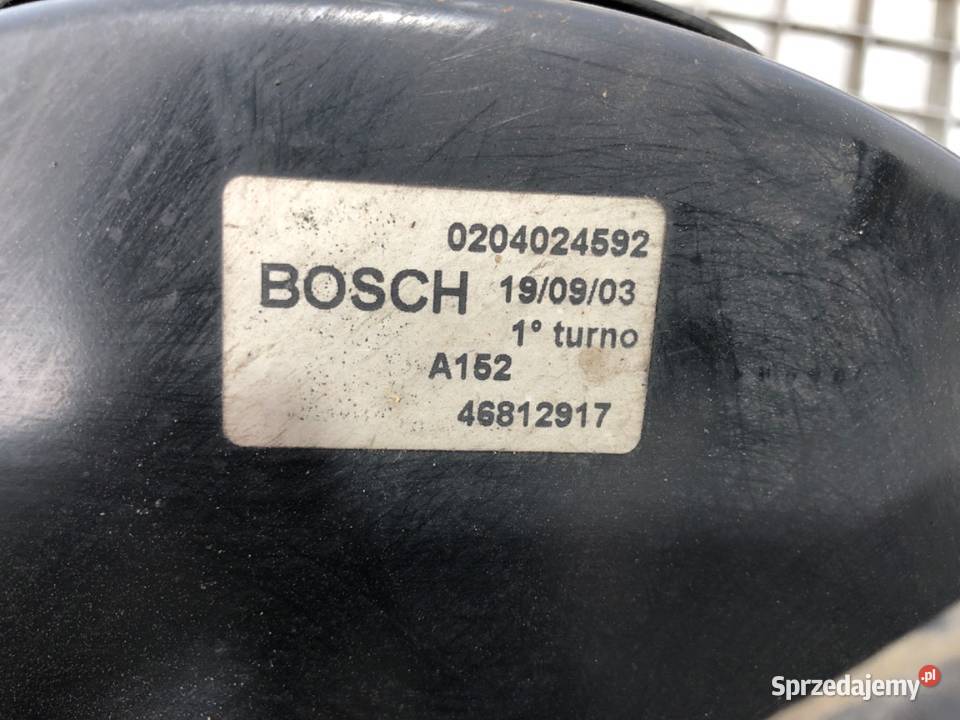 0204024592
BOSCH 19/09/03
1° turno
A152
46812917
Sprzedajemy.pl